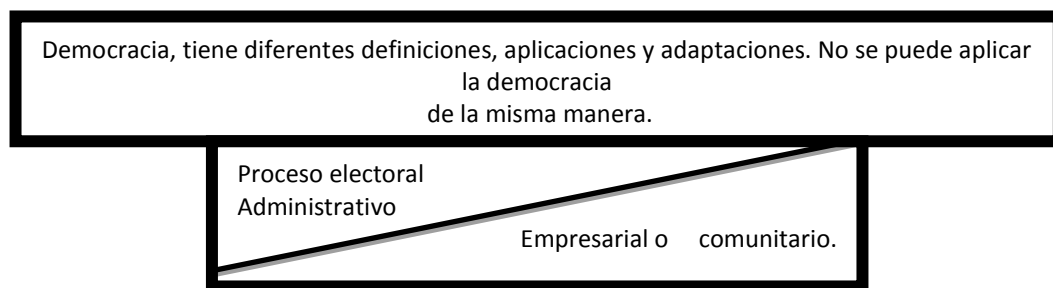 Democracia, tiene diferentes definiciones, aplicaciones y adaptaciones. No se puede aplicar
la democracia
de la misma manera.
Proceso electoral
Administrativo
Empresarial o comunitario.